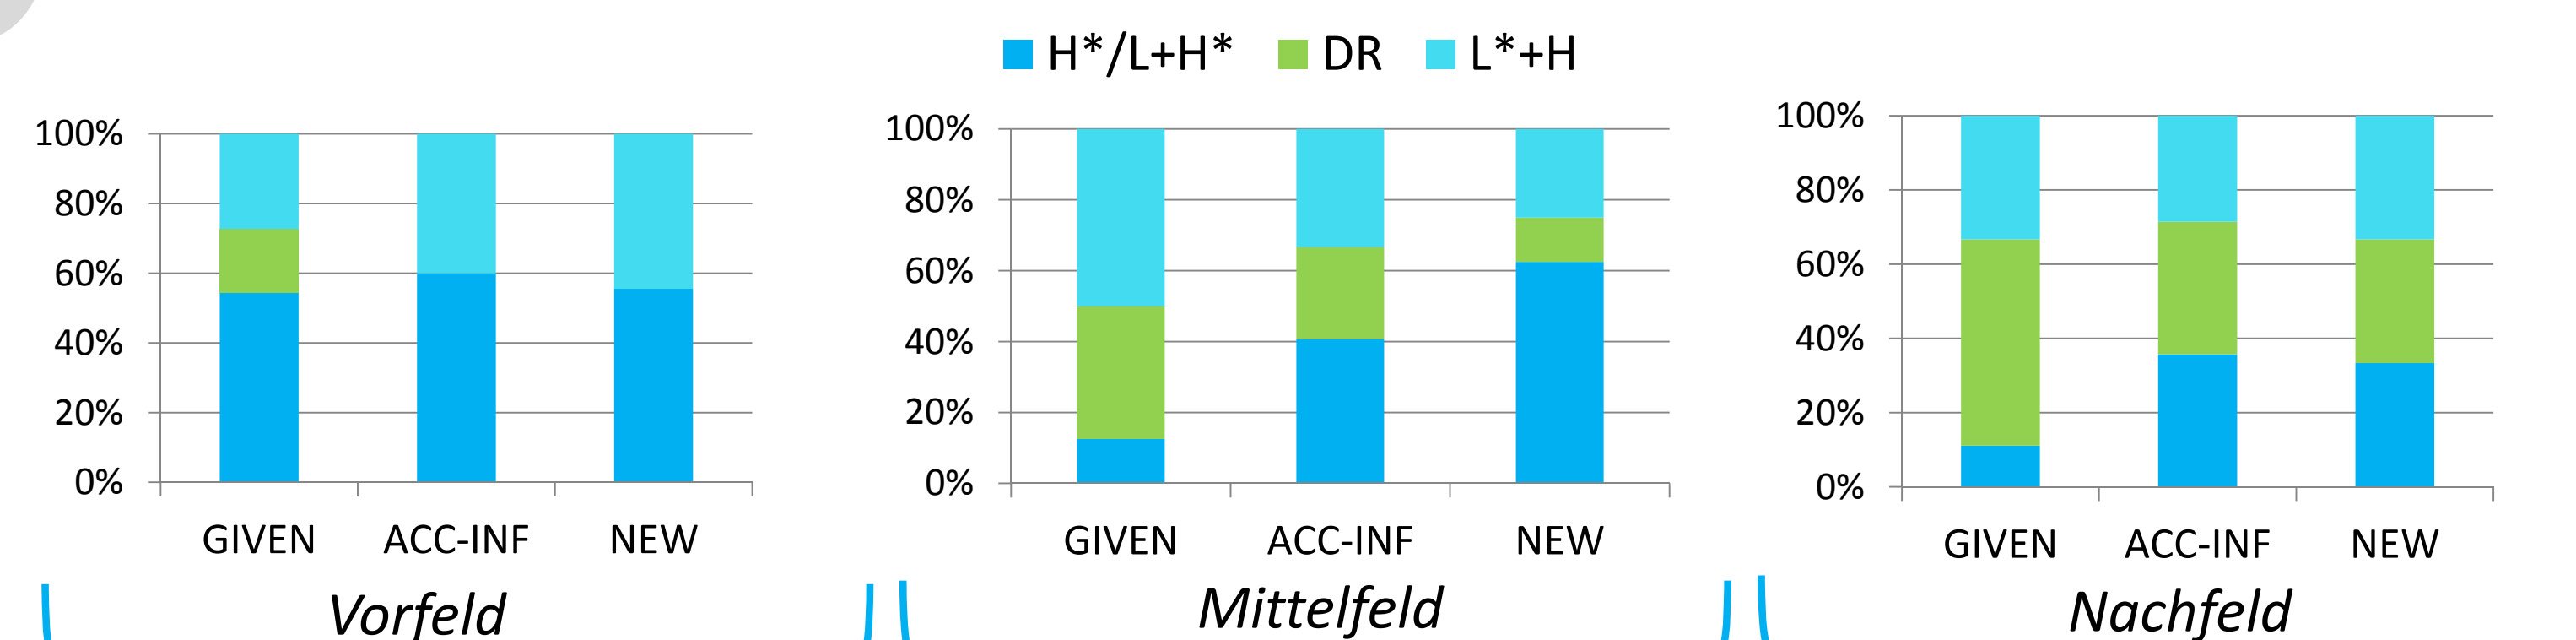 H*/L+H* DR L*+H
100%
80%
60%
40%
20%
0%
GIVEN ACC-INF NEW
Vorfeld
100%
80%
60%
40%
20%
0%
GIVEN ACC-INF NEW
Mittelfeld
100%
80%
60%
40%
20%
0%
GIVEN ACC-INF NEW
Nachfeld